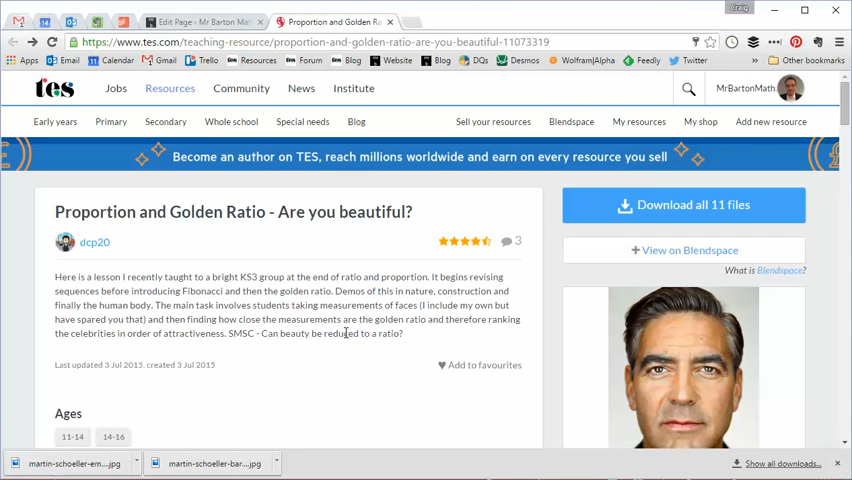 Craig
Edit Page ‹ Mr Barton Mat
Proportion and Golden Ra
https://www.tes.com/teaching-resource/proportion-and-golden-ratio-are-you-beautiful-11073319
Apps Email Calendar Gmail Trello Resources Forum Blog Website Blog DQs Desmos Wolfram|Alpha Feedly Twitter » Other bookmarks
tes Jobs Resources Community News Institute MrBartonMath
Early years Primary Secondary Whole school Special needs Blog Sell your resources Blendspace My resources My shop Add new resource
Become an author on TES, reach millions worldwide and earn on every resource you sell
Proportion and Golden Ratio - Are you beautiful?
dcp20 3
Here is a lesson I recently taught to a bright KS3 group at the end of ratio and proportion. It begins revising
sequences before introducing Fibonacci and then the golden ratio. Demos of this in nature, construction and
finally the human body. The main task involves students taking measurements of faces (I include my own but
have spared you that) and then finding how close the measurements are the golden ratio and therefore ranking
the celebrities in order of attractiveness. SMSC - Can beauty be reduced to a ratio?
Last updated 3 Jul 2015, created 3 Jul 2015 Add to favourites
Ages
11-14 14-16
Download all 11 files
+ View on Blendspace
What is Blendspace?
martin-schoeller-em....jpg martin-schoeller-bar....jpg Show all downloads...